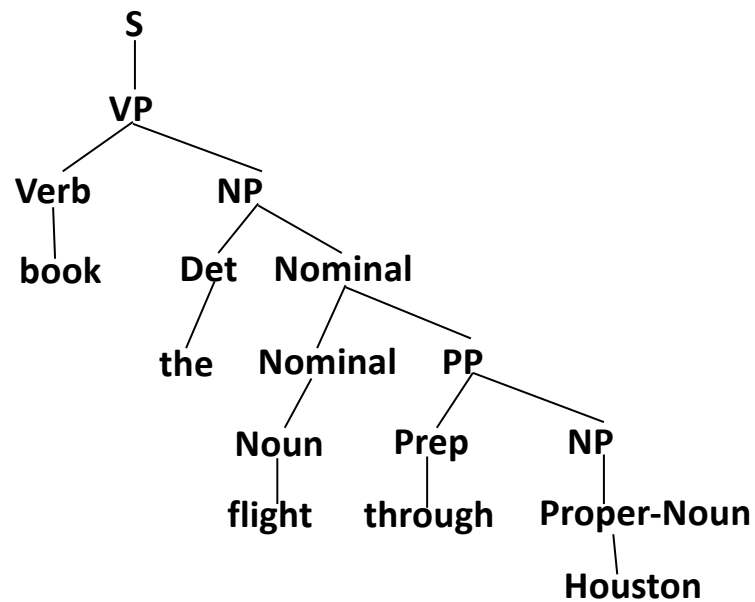 S
VP
Verb NP
book Det Nominal
the Nominal PP
Noun Prep NP
flight through Proper-Noun
Houston